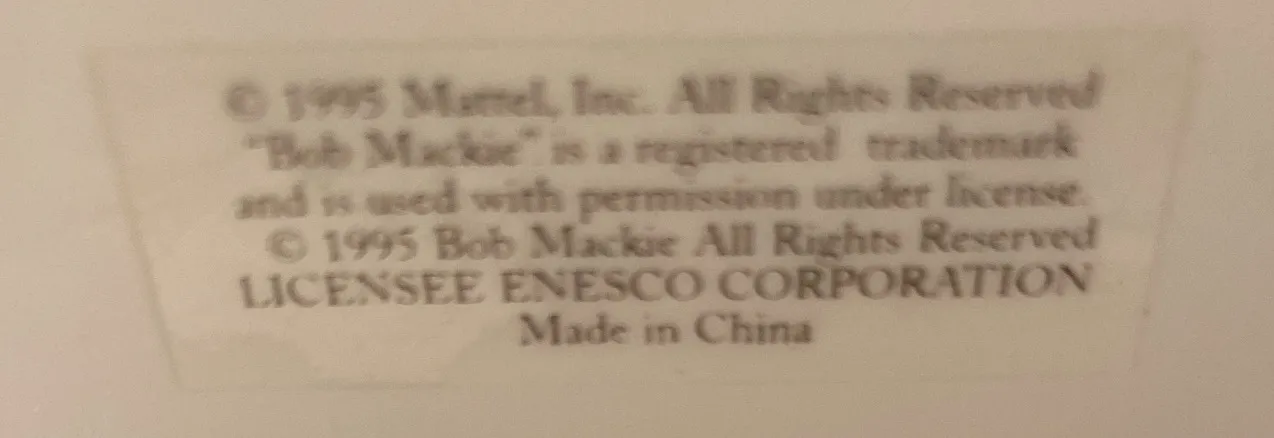 © 1995 Mattel, Inc. All Rights Reserved
"Bob Mackie" is a registered trademark
and is used with permission under license.
© 1995 Bob Mackie All Rights Reserved
LICENSEE ENESCO CORPORATION
Made in China